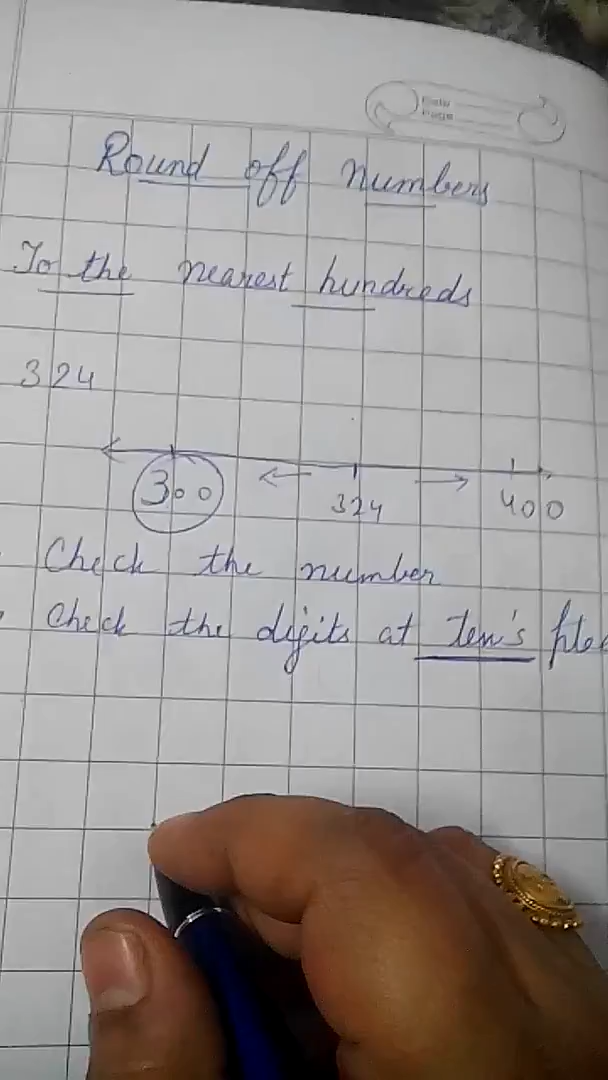 Date
Page
Round off numbers
To the nearest hundreds
324
300 324 400
Check the number
Check the digits at Ten's